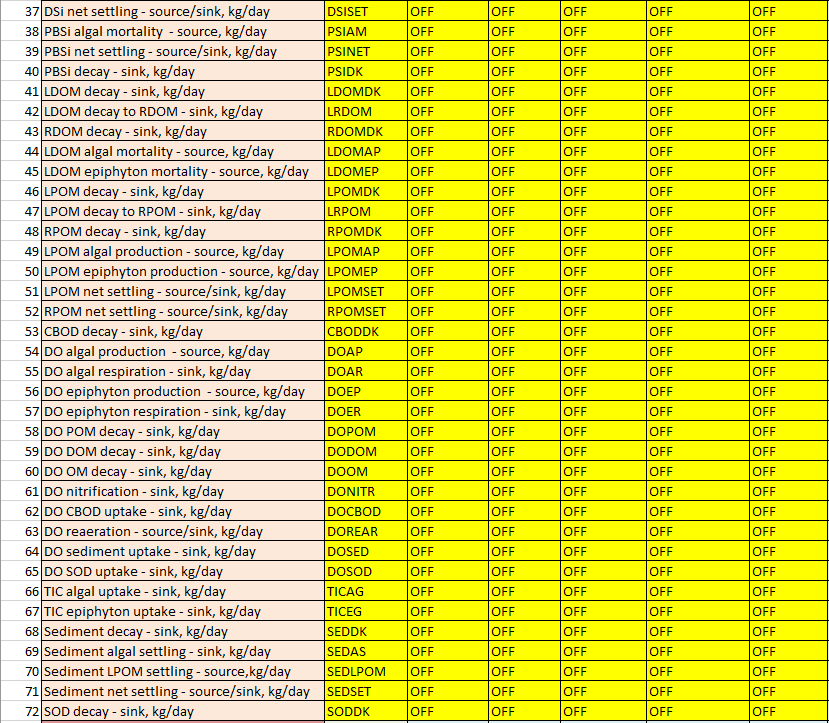 37 DSi net settling - source/sink, kg/day DSISET OFF OFF OFF OFF OFF
38 PBSi algal mortality - source, kg/day PSIAM OFF OFF OFF OFF OFF
39 PBSi net settling - source/sink, kg/day PSINET OFF OFF OFF OFF OFF
40 PBSi decay - sink, kg/day PSIDK OFF OFF OFF OFF OFF
41 LDOM decay - sink, kg/day LDOMDK OFF OFF OFF OFF OFF
42 LDOM decay to RDOM - sink, kg/day LRDOM OFF OFF OFF OFF OFF
43 RDOM decay - sink, kg/day RDOMDK OFF OFF OFF OFF OFF
44 LDOM algal mortality - source, kg/day LDOMAP OFF OFF OFF OFF OFF
45 LDOM epiphyton mortality - source, kg/day LDOMEP OFF OFF OFF OFF OFF
46 LPOM decay - sink, kg/day LPOMDK OFF OFF OFF OFF OFF
47 LPOM decay to RPOM - sink, kg/day LRPOM OFF OFF OFF OFF OFF
48 RPOM decay - sink, kg/day RPOMDK OFF OFF OFF OFF OFF
49 LPOM algal production - source, kg/day LPOMAP OFF OFF OFF OFF OFF
50 LPOM epiphyton production - source, kg/day LPOMEP OFF OFF OFF OFF OFF
51 LPOM net settling - source/sink, kg/day LPOMSET OFF OFF OFF OFF OFF
52 RPOM net settling - source/sink, kg/day RPOMSET OFF OFF OFF OFF OFF
53 CBOD decay - sink, kg/day CBODDK OFF OFF OFF OFF OFF
54 DO algal production - source, kg/day DOAP OFF OFF OFF OFF OFF
55 DO algal respiration - sink, kg/day DOAR OFF OFF OFF OFF OFF
56 DO epiphyton production - source, kg/day DOEP OFF OFF OFF OFF OFF
57 DO epiphyton respiration - sink, kg/day DOER OFF OFF OFF OFF OFF
58 DO POM decay - sink, kg/day DOPOM OFF OFF OFF OFF OFF
59 DO DOM decay - sink, kg/day DODOM OFF OFF OFF OFF OFF
60 DO OM decay - sink, kg/day DOOM OFF OFF OFF OFF OFF
61 DO nitrification - sink, kg/day DONITR OFF OFF OFF OFF OFF
62 DO CBOD uptake - sink, kg/day DOCBOD OFF OFF OFF OFF OFF
63 DO reaeration - source/sink, kg/day DOREAR OFF OFF OFF OFF OFF
64 DO sediment uptake - sink, kg/day DOSED OFF OFF OFF OFF OFF
65 DO SOD uptake - sink, kg/day DOSOD OFF OFF OFF OFF OFF
66 TIC algal uptake - sink, kg/day TICAG OFF OFF OFF OFF OFF
67 TIC epiphyton uptake - sink, kg/day TICEG OFF OFF OFF OFF OFF
68 Sediment decay - sink, kg/day SEDDK OFF OFF OFF OFF OFF
69 Sediment algal settling - sink, kg/day SEDAS OFF OFF OFF OFF OFF
70 Sediment LPOM settling - source,kg/day SEDLPOM OFF OFF OFF OFF OFF
71 Sediment net settling - source/sink, kg/day SEDSET OFF OFF OFF OFF OFF
72 SOD decay - sink, kg/day SODDK OFF OFF OFF OFF OFF